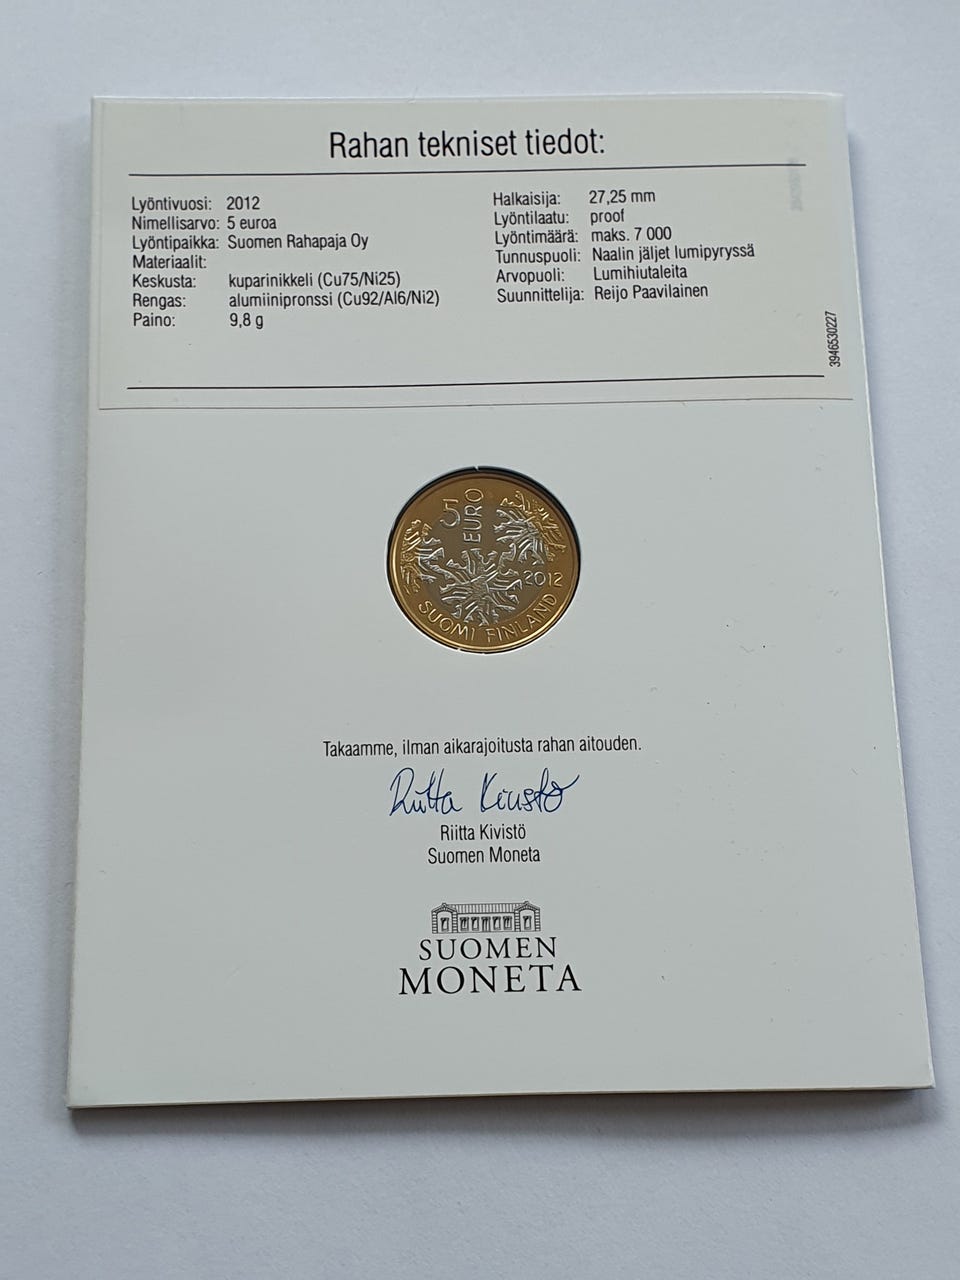 Rahan tekniset tiedot:
Lyöntivuosi: 2012
Nimellisarvo: 5 euroa
Lyöntipaikka: Suomen Rahapaja Oy
Materiaalit:
Keskusta: kuparinikkeli (Cu75/Ni25)
Rengas: alumiinipronssi (Cu92/Al6/Ni2)
Paino: 9,8 g
Halkaisija: 27,25 mm
Lyöntilaatu: proof
Lyöntimäärä: maks. 7 000
Tunnuspuoli: Naalin jäljet lumipyryssä
Arvopuoli: Lumihiutaleita
Suunnittelija: Reijo Paavilainen
3946530227
5
EURO
2012
SUOMI FINLAND
Takaamme, ilman aikarajoitusta rahan aitouden.
Riitta Kivistö
Riitta Kivistö
Suomen Moneta
SUOMEN
MONETA